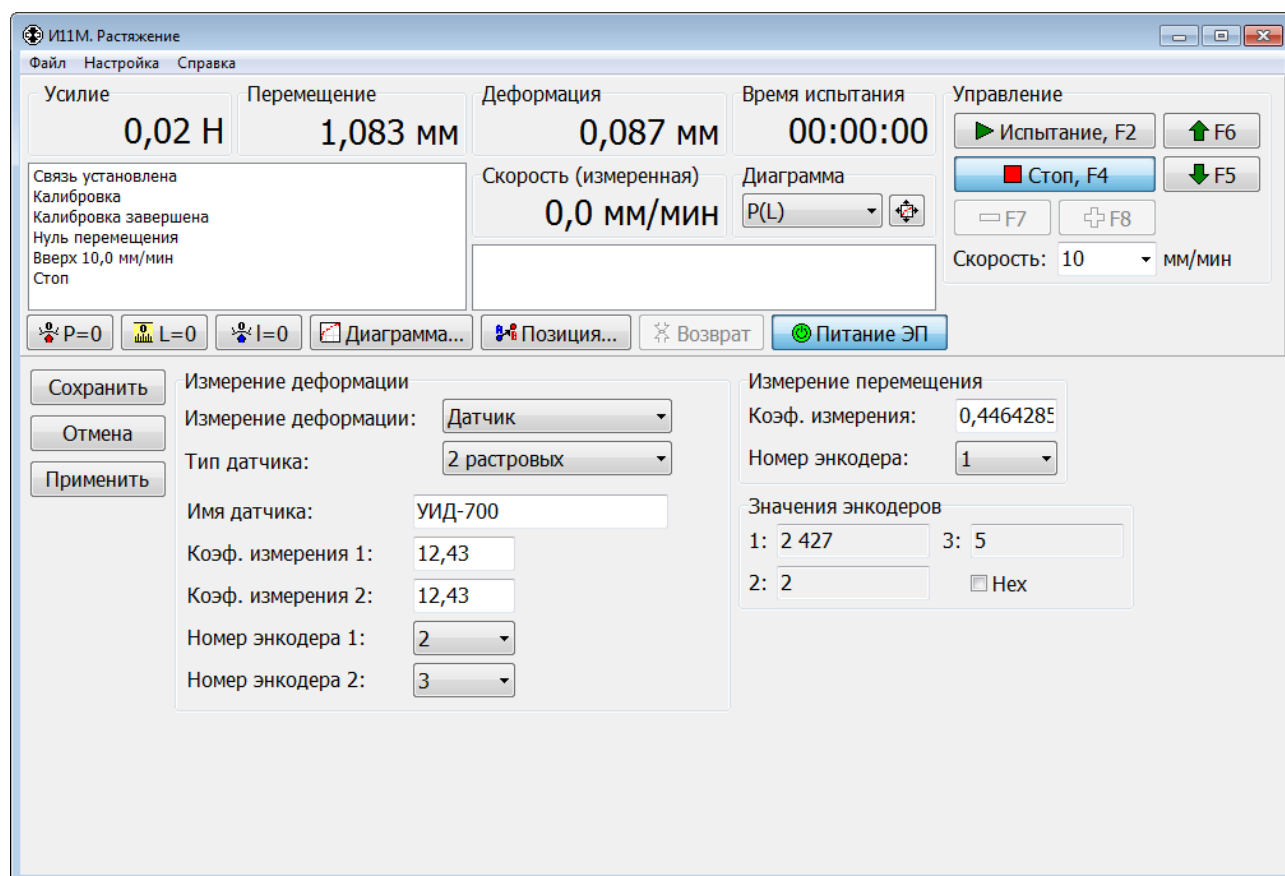 И11М. Растяжение
Файл Настройка Справка
Усилие
0,02 Н
Перемещение
1,083 мм
Деформация
0,087 мм
Время испытания
00:00:00
Управление
Испытание, F2
F6
Стоп, F4
F5
F7
F8
Скорость: 10 мм/мин
Связь установлена
Калибровка
Калибровка завершена
Нуль перемещения
Вверх 10,0 мм/мин
Стоп
Скорость (измеренная)
0,0 мм/мин
Диаграмма
P(L)
P=0
L=0
l=0
Диаграмма...
Позиция...
Возврат
Питание ЭП
Сохранить
Отмена
Применить
Измерение деформации
Измерение деформации: Датчик
Тип датчика: 2 растровых
Имя датчика: УИД-700
Коэф. измерения 1: 12,43
Коэф. измерения 2: 12,43
Номер энкодера 1: 2
Номер энкодера 2: 3
Измерение перемещения
Коэф. измерения: 0,4464285
Номер энкодера: 1
Значения энкодеров
1: 2 427 3: 5
2: 2 Hex